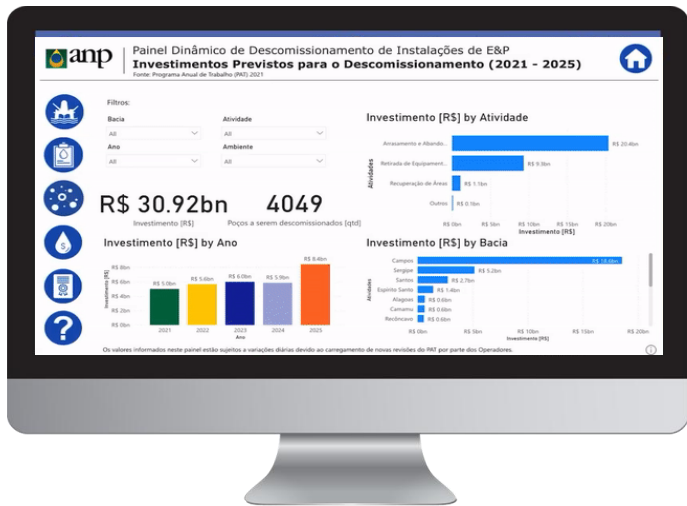 anp
Painel Dinâmico de Descomissionamento de Instalações de E&P
Investimentos Previstos para o Descomissionamento (2021 - 2025)
Fonte: Programa Anual de Trabalho (PAT) 2021
Filtros:
Bacia
Atividade
All
All
Ano
Ambiente
All
All
R$ 30.92bn
4049
Investimento [R$]
Poços a serem descomissionados [qtd]
Investimento [R$] by Atividade
Atividades
Arrasamento e Abando...
R$ 20.4bn
Retirada de Equipament...
R$ 9.3bn
Recuperação de Áreas
R$ 1.1bn
Outros
R$ 0.1bn
R$ 0bn
R$ 5bn
R$ 10bn
R$ 15bn
R$ 20bn
Investimento [R$]
Investimento [R$] by Ano
Investimento [R$]
R$ 8bn
R$ 6bn
R$ 4bn
R$ 2bn
R$ 0bn
R$ 5.0bn
R$ 5.6bn
R$ 6.0bn
R$ 5.9bn
R$ 8.4bn
2021
2022
2023
2024
2025
Ano
Investimento [R$] by Bacia
Atividades
Campos
R$ 18.6bn
Sergipe
R$ 5.2bn
Santos
R$ 2.7bn
Espírito Santo
R$ 1.4bn
Alagoas
R$ 0.6bn
Camamu
R$ 0.6bn
Recôncavo
R$ 0.6bn
R$ 0bn
R$ 5bn
R$ 10bn
R$ 15bn
R$ 20bn
Investimento [R$]
Os valores informados neste painel estão sujeitos a variações diárias devido ao carregamento de novas revisões do PAT por parte dos Operadores.